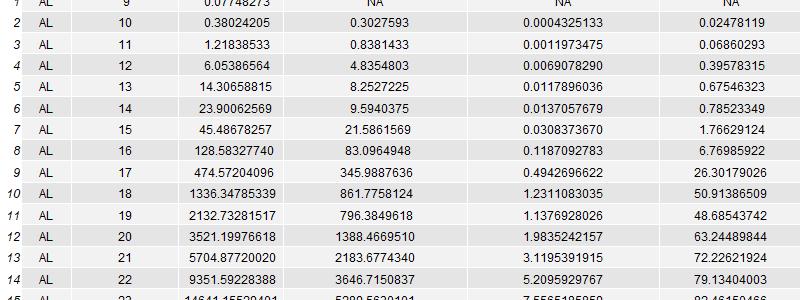 1 AL 9 0.07748273 NA NA NA
2 AL 10 0.38024205 0.3027593 0.0004325133 0.02478119
3 AL 11 1.21838533 0.8381433 0.0011973475 0.06860293
4 AL 12 6.05386564 4.8354803 0.0069078290 0.39578315
5 AL 13 14.30658815 8.2527225 0.0117896036 0.67546323
6 AL 14 23.90062569 9.5940375 0.0137057679 0.78523349
7 AL 15 45.48678257 21.5861569 0.0308373670 1.76629124
8 AL 16 128.58327740 83.0964948 0.1187092783 6.76985922
9 AL 17 474.57204096 345.9887636 0.4942696622 26.30179026
10 AL 18 1336.34785339 861.7758124 1.2311083035 50.91386509
11 AL 19 2132.73281517 796.3849618 1.1376928026 48.68543742
12 AL 20 3521.19976618 1388.4669510 1.9835242157 63.24489844
13 AL 21 5704.87720020 2183.6774340 3.1195391915 72.22621924
14 AL 22 9351.59228388 3646.7150837 5.2095929767 79.13404003